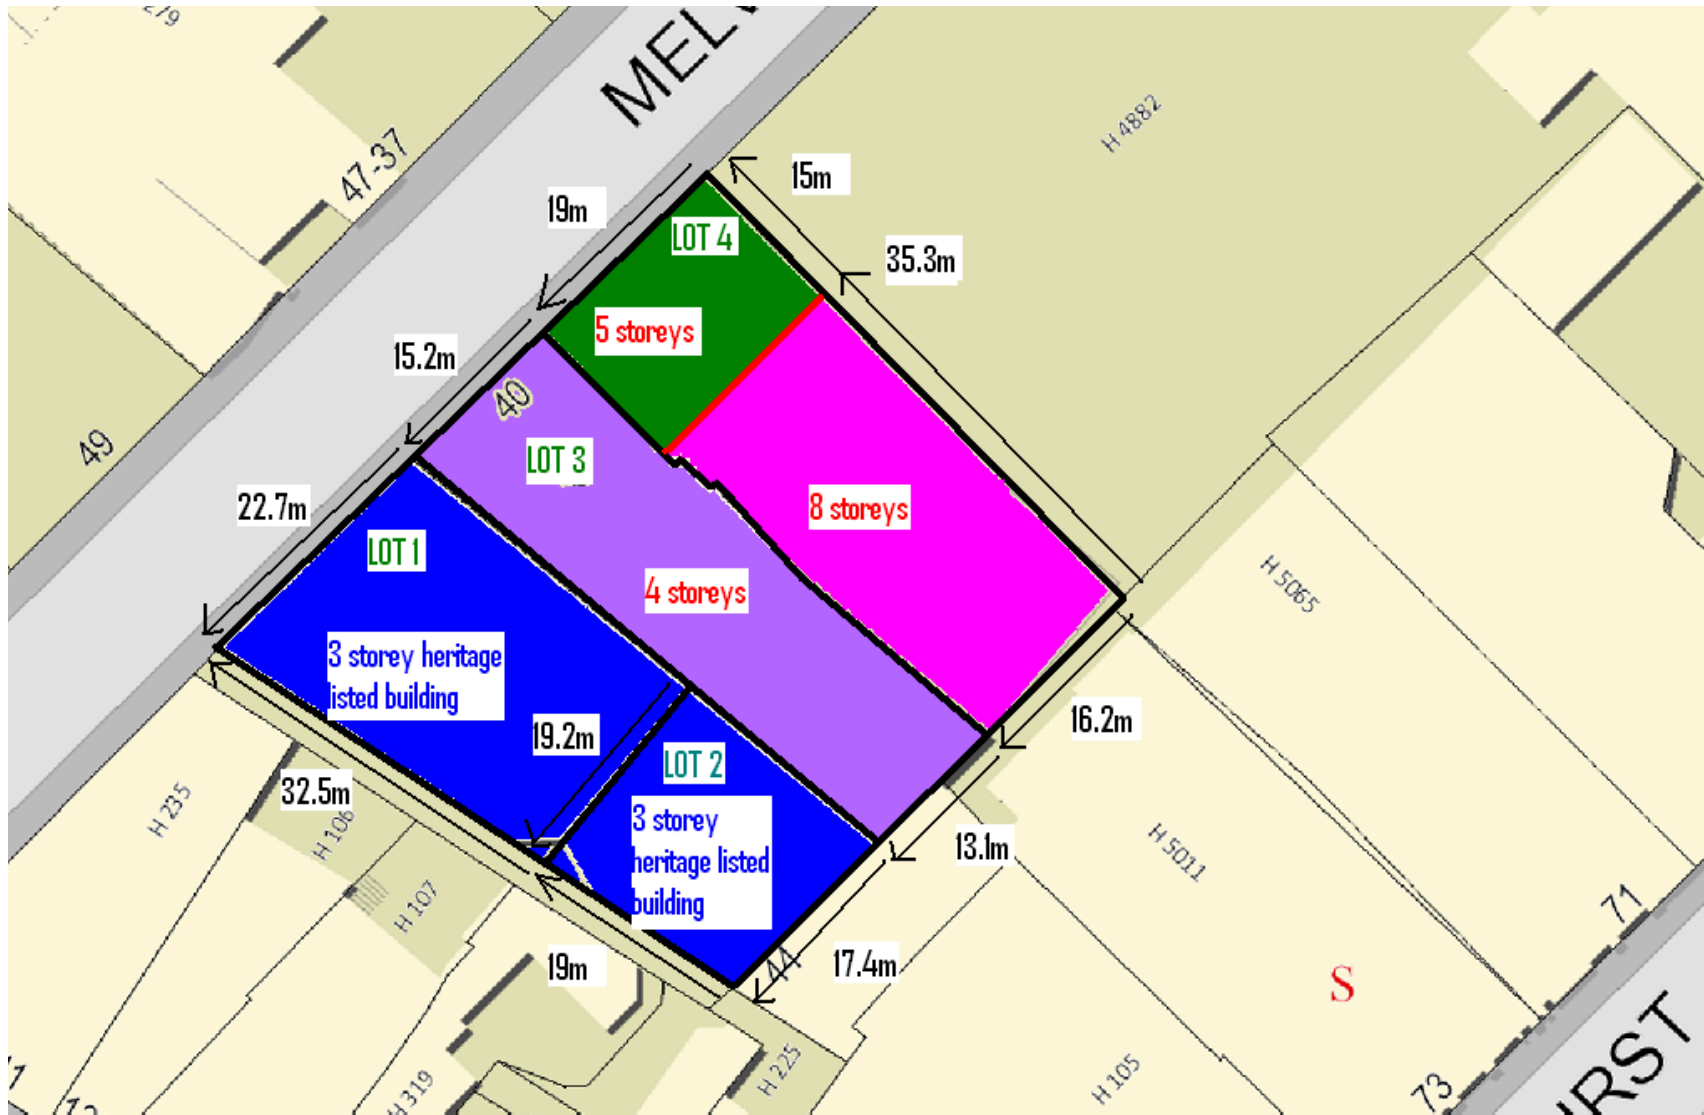 279
MELV
47-37
H 4882
15m
19m
LOT 4
35.3m
5 storeys
15.2m
40
49
LOT 3
22.7m
8 storeys
LOT 1
4 storeys
H 5065
3 storey heritage
listed building
19.2m
16.2m
LOT 2
32.5m
H 235
H 106
3 storey
heritage listed
building
13.1m
H 5011
H 107
71
44
17.4m
19m
S
H 319
H 225
H 105
73
HURST